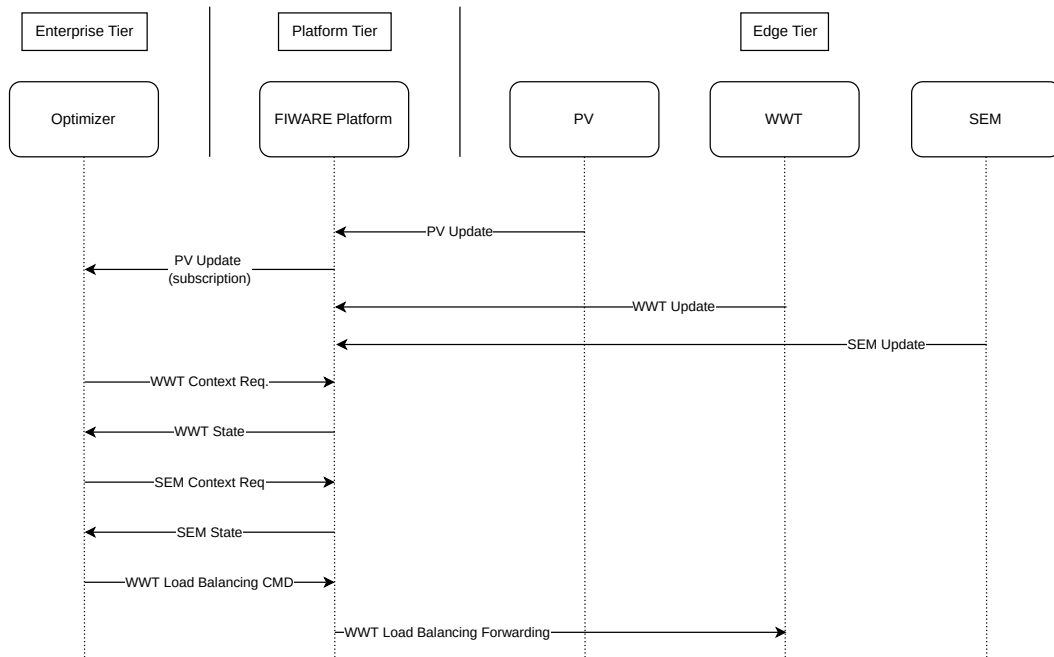 Enterprise Tier
Platform Tier
Edge Tier
Optimizer
FIWARE Platform
PV
WWT
SEM
PV Update
PV Update
(subscription)
WWT Update
SEM Update
WWT Context Req.
WWT State
SEM Context Req
SEM State
WWT Load Balancing CMD
WWT Load Balancing Forwarding